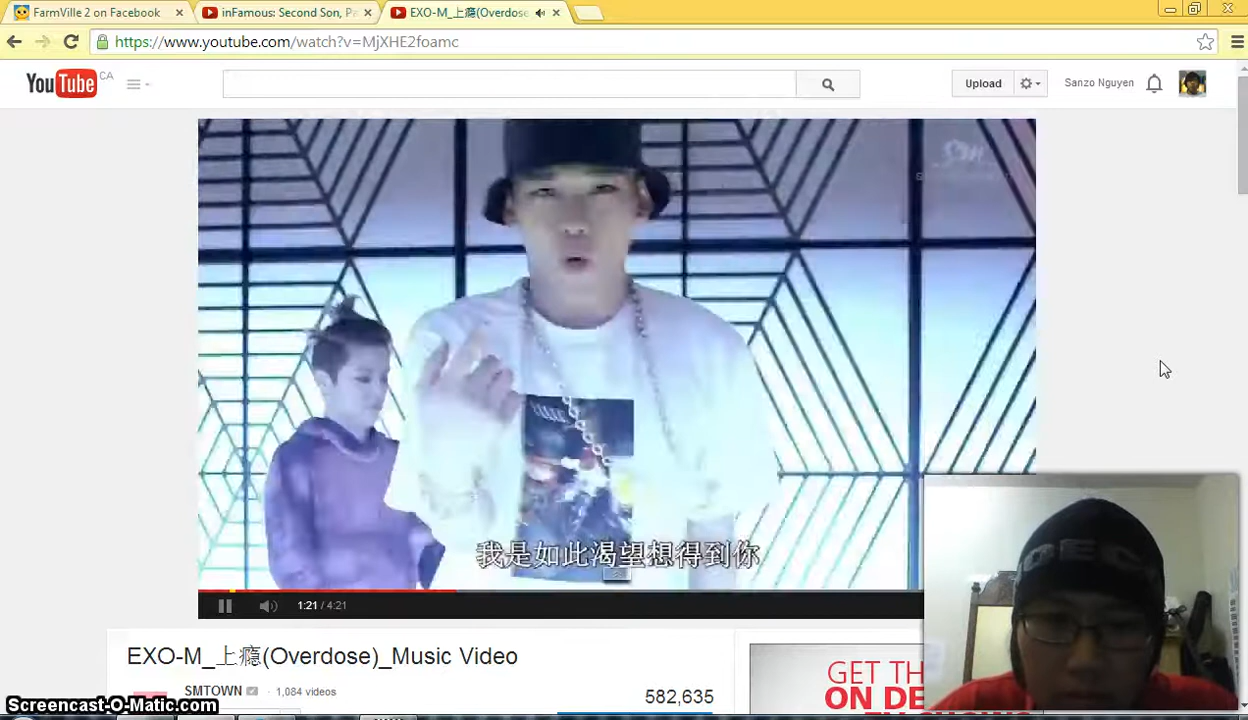 FarmVille 2 on Facebook
inFamous: Second Son, Pa
EXO-M_上瘾(Overdose
https://www.youtube.com/watch?v=MjXHE2foamc
YouTube CA
Upload
Sanzo Nguyen
SM
我是如此渴望想得到你
1:21 / 4:21
GEO
EXO-M_上瘾(Overdose)_Music Video
GET TH
ON DE
SMTOWN · 1,084 videos
582,635
Screencast-O-Matic.com